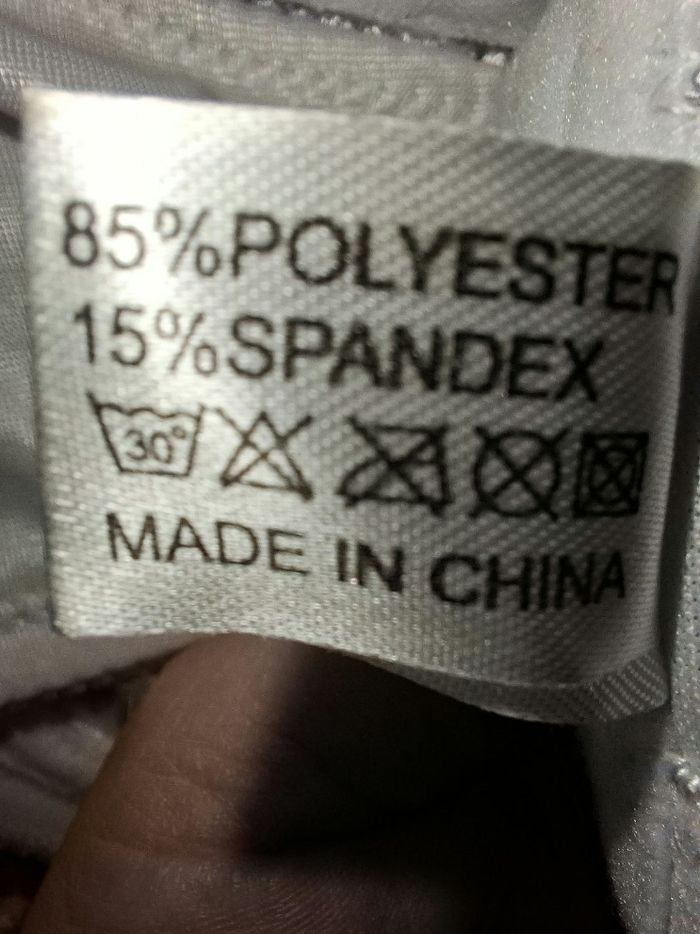 85%POLYESTER
15%SPANDEX
30°
MADE IN CHINA